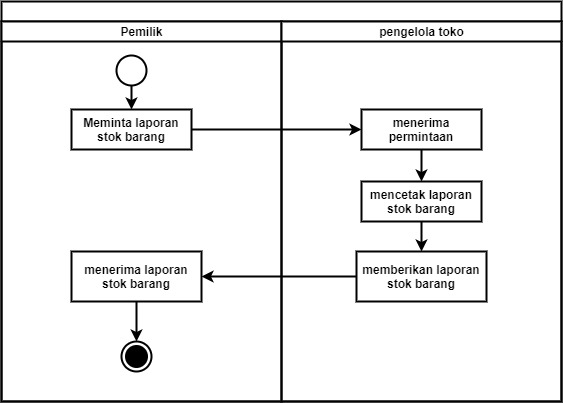 Pemilik
pengelola toko
Meminta laporan
stok barang
menerima
permintaan
mencetak laporan
stok barang
memberikan laporan
stok barang
menerima laporan
stok barang